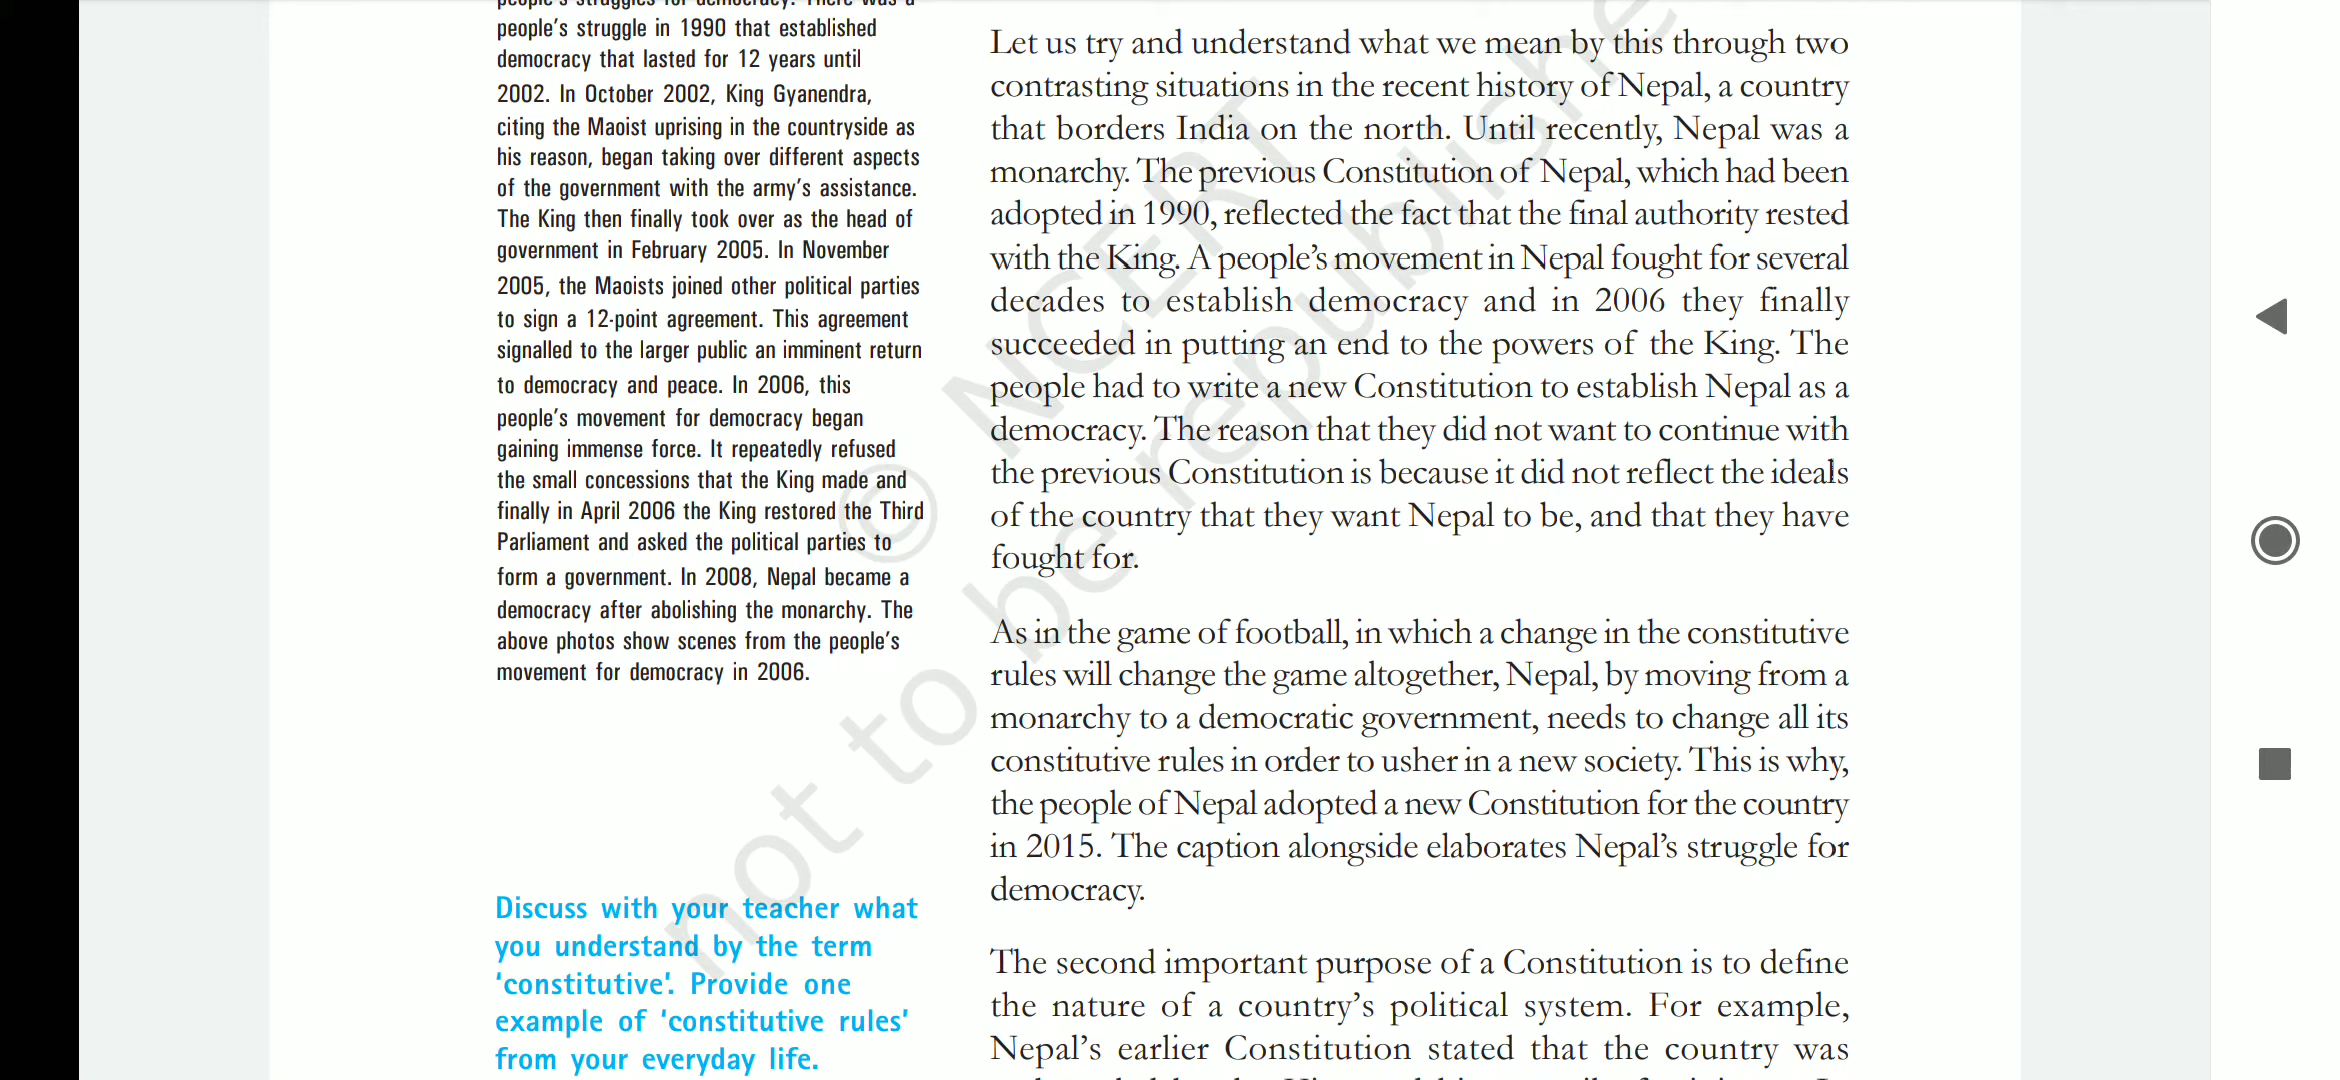 people's struggles for democracy. There was a
people's struggle in 1990 that established
democracy that lasted for 12 years until
2002. In October 2002, King Gyanendra,
citing the Maoist uprising in the countryside as
his reason, began taking over different aspects
of the government with the army's assistance.
The King then finally took over as the head of
government in February 2005. In November
2005, the Maoists joined other political parties
to sign a 12-point agreement. This agreement
signalled to the larger public an imminent return
to democracy and peace. In 2006, this
people's movement for democracy began
gaining immense force. It repeatedly refused
the small concessions that the King made and
finally in April 2006 the King restored the Third
Parliament and asked the political parties to
form a government. In 2008, Nepal became a
democracy after abolishing the monarchy. The
above photos show scenes from the people's
movement for democracy in 2006.
Discuss with your teacher what
you understand by the term
'constitutive'. Provide one
example of 'constitutive rules'
from your everyday life.
Let us try and understand what we mean by this through two
contrasting situations in the recent history of Nepal, a country
that borders India on the north. Until recently, Nepal was a
monarchy. The previous Constitution of Nepal, which had been
adopted in 1990, reflected the fact that the final authority rested
with the King. A people's movement in Nepal fought for several
decades to establish democracy and in 2006 they finally
succeeded in putting an end to the powers of the King. The
people had to write a new Constitution to establish Nepal as a
democracy. The reason that they did not want to continue with
the previous Constitution is because it did not reflect the ideals
of the country that they want Nepal to be, and that they have
fought for.
As in the game of football, in which a change in the constitutive
rules will change the game altogether, Nepal, by moving from a
monarchy to a democratic government, needs to change all its
constitutive rules in order to usher in a new society. This is why,
the people of Nepal adopted a new Constitution for the country
in 2015. The caption alongside elaborates Nepal's struggle for
democracy.
The second important purpose of a Constitution is to define
the nature of a country's political system. For example,
Nepal's earlier Constitution stated that the country was
© NCERT
not to be republishe